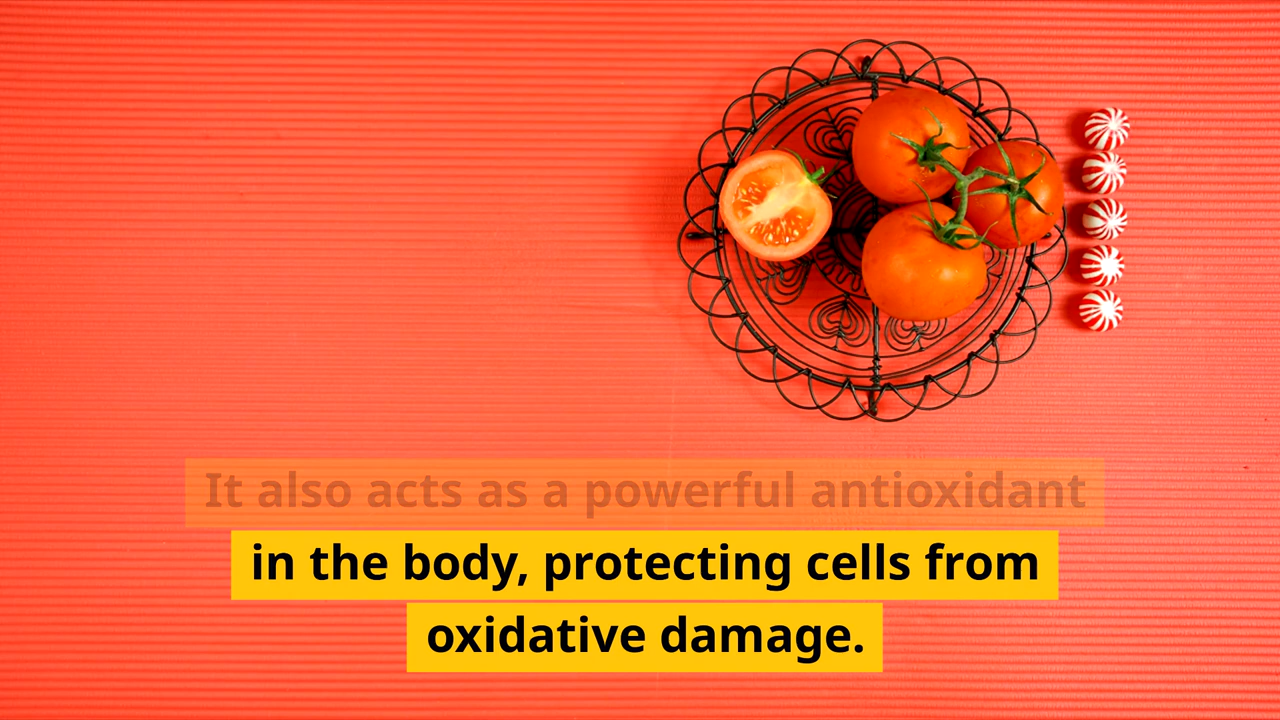 It also acts as a powerful antioxidant
in the body, protecting cells from
oxidative damage.